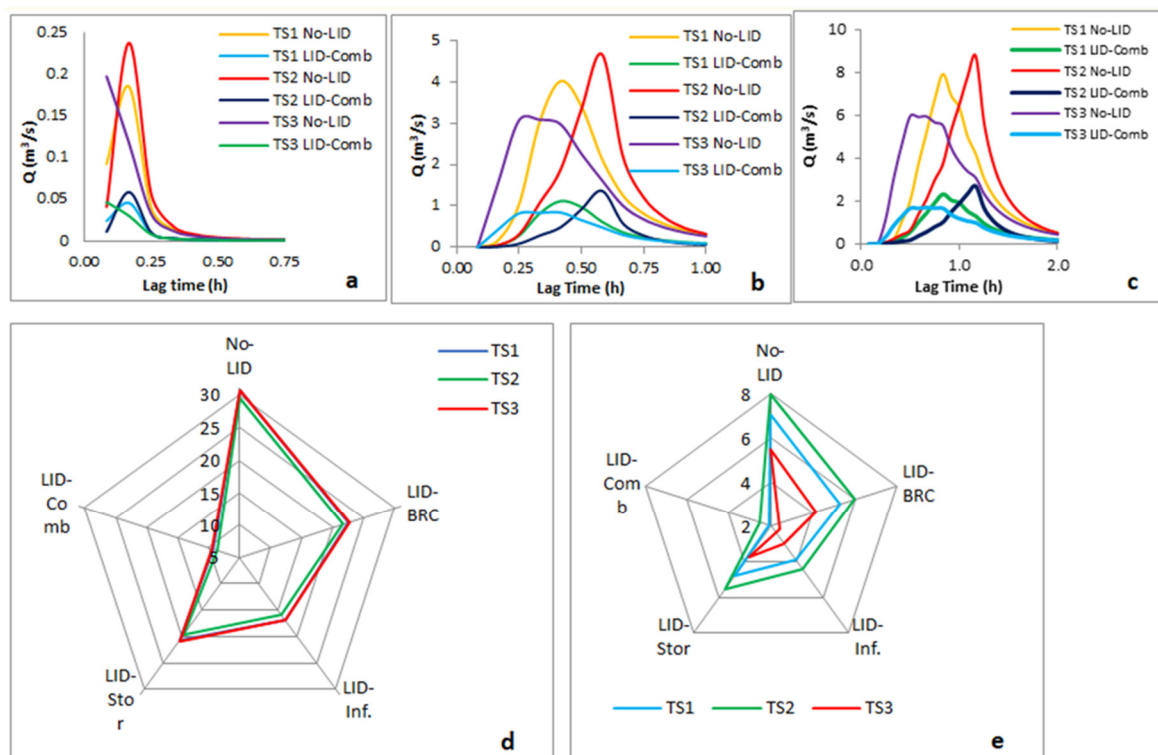 0.25
0.2
0.15
0.1
0.05
0
Q (m³/s)
TS1 No-LID
TS1 LID-Comb
TS2 No-LID
TS2 LID-Comb
TS3 No-LID
TS3 LID-Comb
0.00 0.25 0.50 0.75
Lag time (h)
a
5
4
3
2
1
0
Q (m³/s)
TS1 No-LID
TS1 LID-Comb
TS2 No-LID
TS2 LID-Comb
TS3 No-LID
TS3 LID-Comb
0.00 0.25 0.50 0.75 1.00
Lag Time (h)
b
10
8
6
4
2
0
Q (m³/s)
TS1 No-LID
TS1 LID-Comb
TS2 No-LID
TS2 LID-Comb
TS3 No-LID
TS3 LID-Comb
0.0 1.0 2.0
Lag Time (h)
c
No-
LID
30
25
20
15
10
5
TS1
TS2
TS3
LID-
BRC
LID-
Inf.
LID-
Sto
r
LID-
Co
mb
d
No-
LID
8
6
4
2
LID-
BRC
LID-
Inf.
LID-
Stor
LID-
Com
b
TS1 TS2 TS3
e